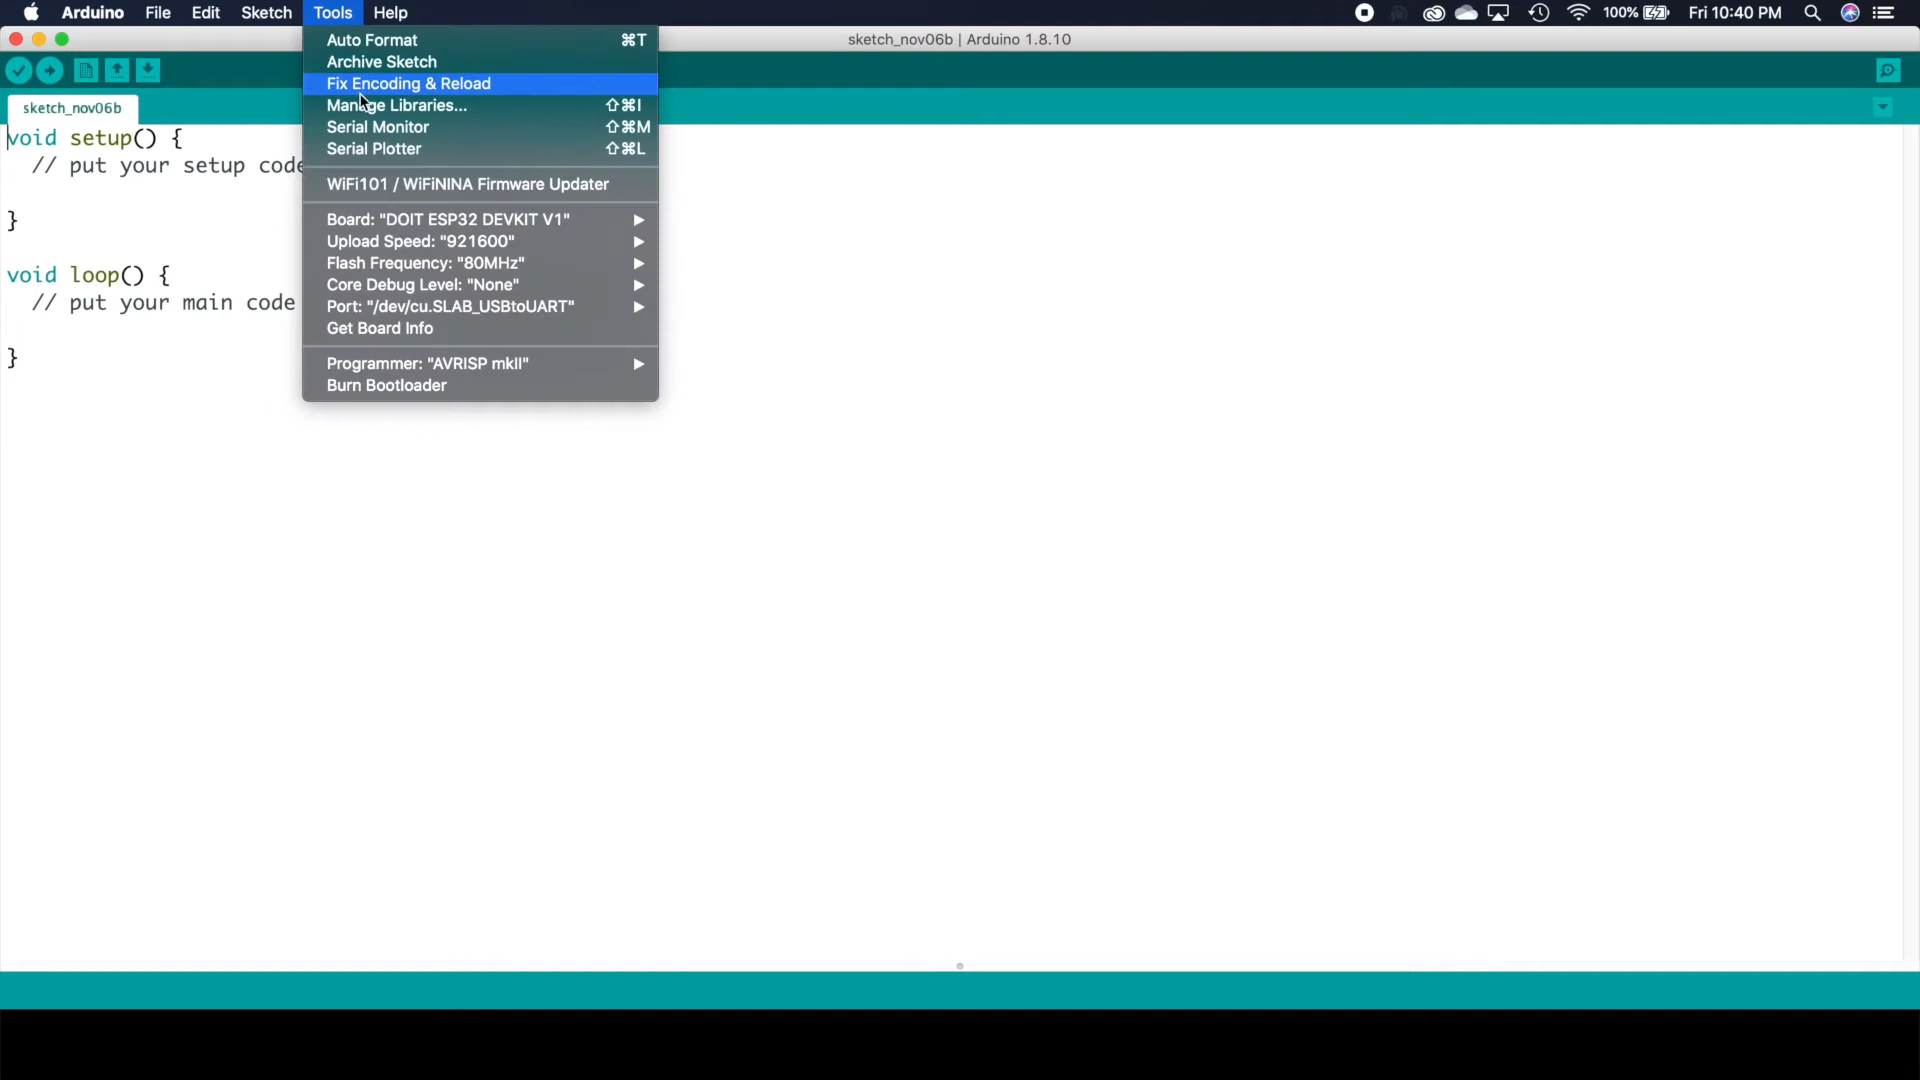 Arduino File Edit Sketch Tools Help 100% Fri 10:40 PM
sketch_nov06b | Arduino 1.8.10
Auto Format ⌘T
Archive Sketch
Fix Encoding & Reload
Manage Libraries... ⇧⌘I
Serial Monitor ⇧⌘M
Serial Plotter ⇧⌘L
WiFi101 / WiFiNINA Firmware Updater
Board: "DOIT ESP32 DEVKIT V1"
Upload Speed: "921600"
Flash Frequency: "80MHz"
Core Debug Level: "None"
Port: "/dev/cu.SLAB_USBtoUART"
Get Board Info
Programmer: "AVRISP mkII"
Burn Bootloader
sketch_nov06b
void setup() {
// put your setup code
}
void loop() {
// put your main code
}